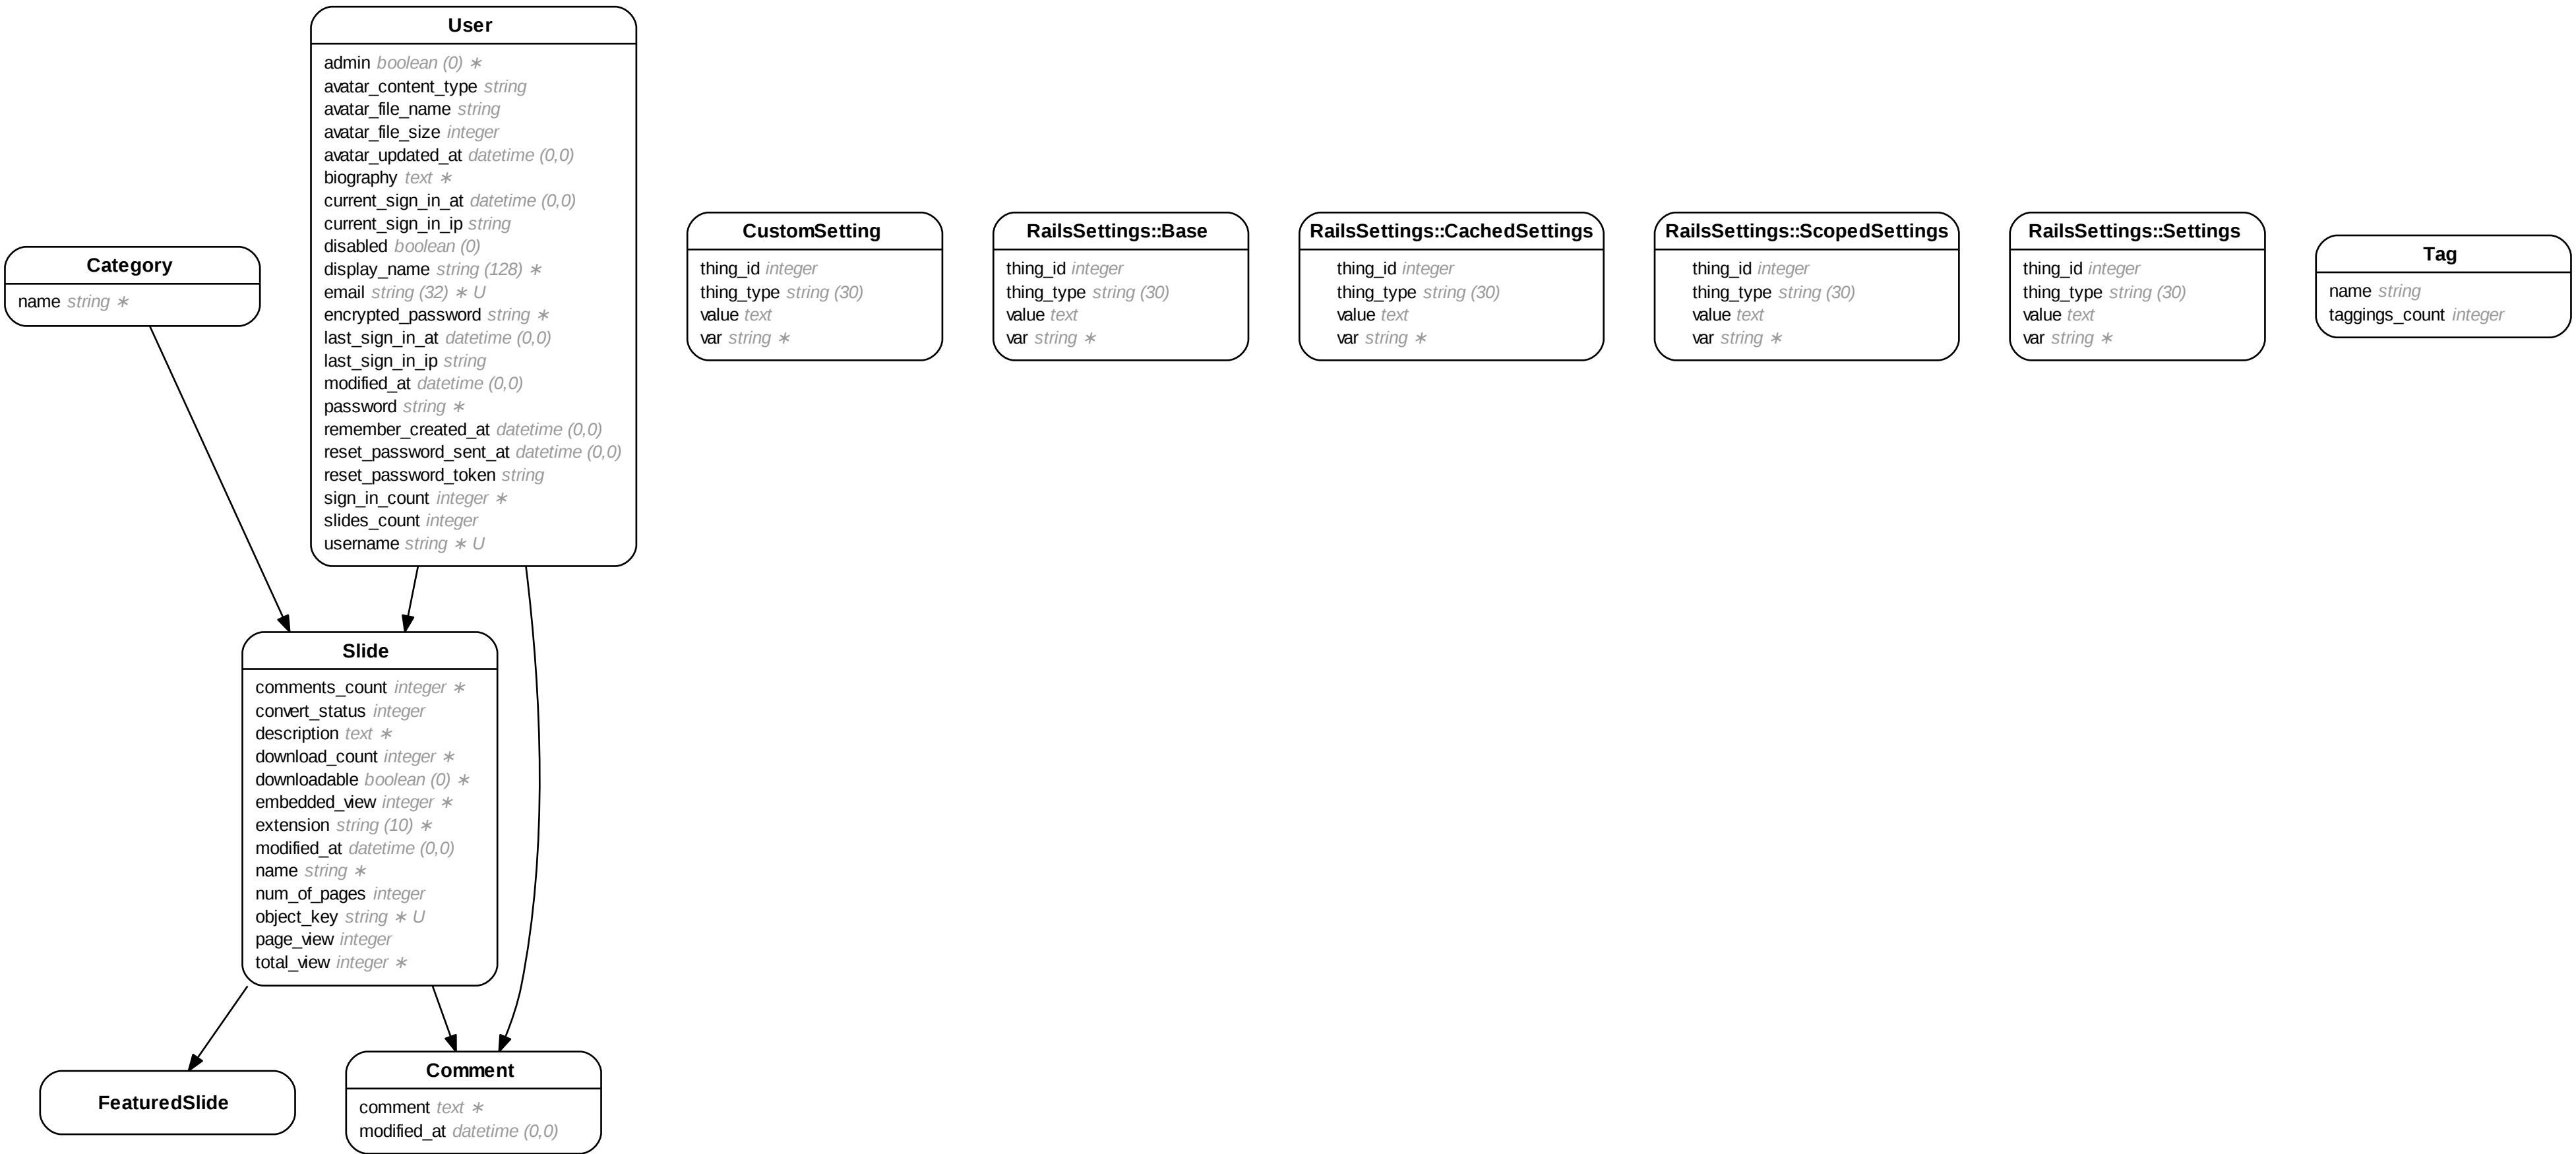 User
admin boolean (0) ∗
avatar_content_type string
avatar_file_name string
avatar_file_size integer
avatar_updated_at datetime (0,0)
biography text ∗
current_sign_in_at datetime (0,0)
current_sign_in_ip string
disabled boolean (0)
display_name string (128) ∗
email string (32) ∗ U
encrypted_password string ∗
last_sign_in_at datetime (0,0)
last_sign_in_ip string
modified_at datetime (0,0)
password string ∗
remember_created_at datetime (0,0)
reset_password_sent_at datetime (0,0)
reset_password_token string
sign_in_count integer ∗
slides_count integer
username string ∗ U
Category
name string ∗
CustomSetting
thing_id integer
thing_type string (30)
value text
var string ∗
RailsSettings::Base
thing_id integer
thing_type string (30)
value text
var string ∗
RailsSettings::CachedSettings
thing_id integer
thing_type string (30)
value text
var string ∗
RailsSettings::ScopedSettings
thing_id integer
thing_type string (30)
value text
var string ∗
RailsSettings::Settings
thing_id integer
thing_type string (30)
value text
var string ∗
Tag
name string
taggings_count integer
Slide
comments_count integer ∗
convert_status integer
description text ∗
download_count integer ∗
downloadable boolean (0) ∗
embedded_view integer ∗
extension string (10) ∗
modified_at datetime (0,0)
name string ∗
num_of_pages integer
object_key string ∗ U
page_view integer
total_view integer ∗
FeaturedSlide
Comment
comment text ∗
modified_at datetime (0,0)